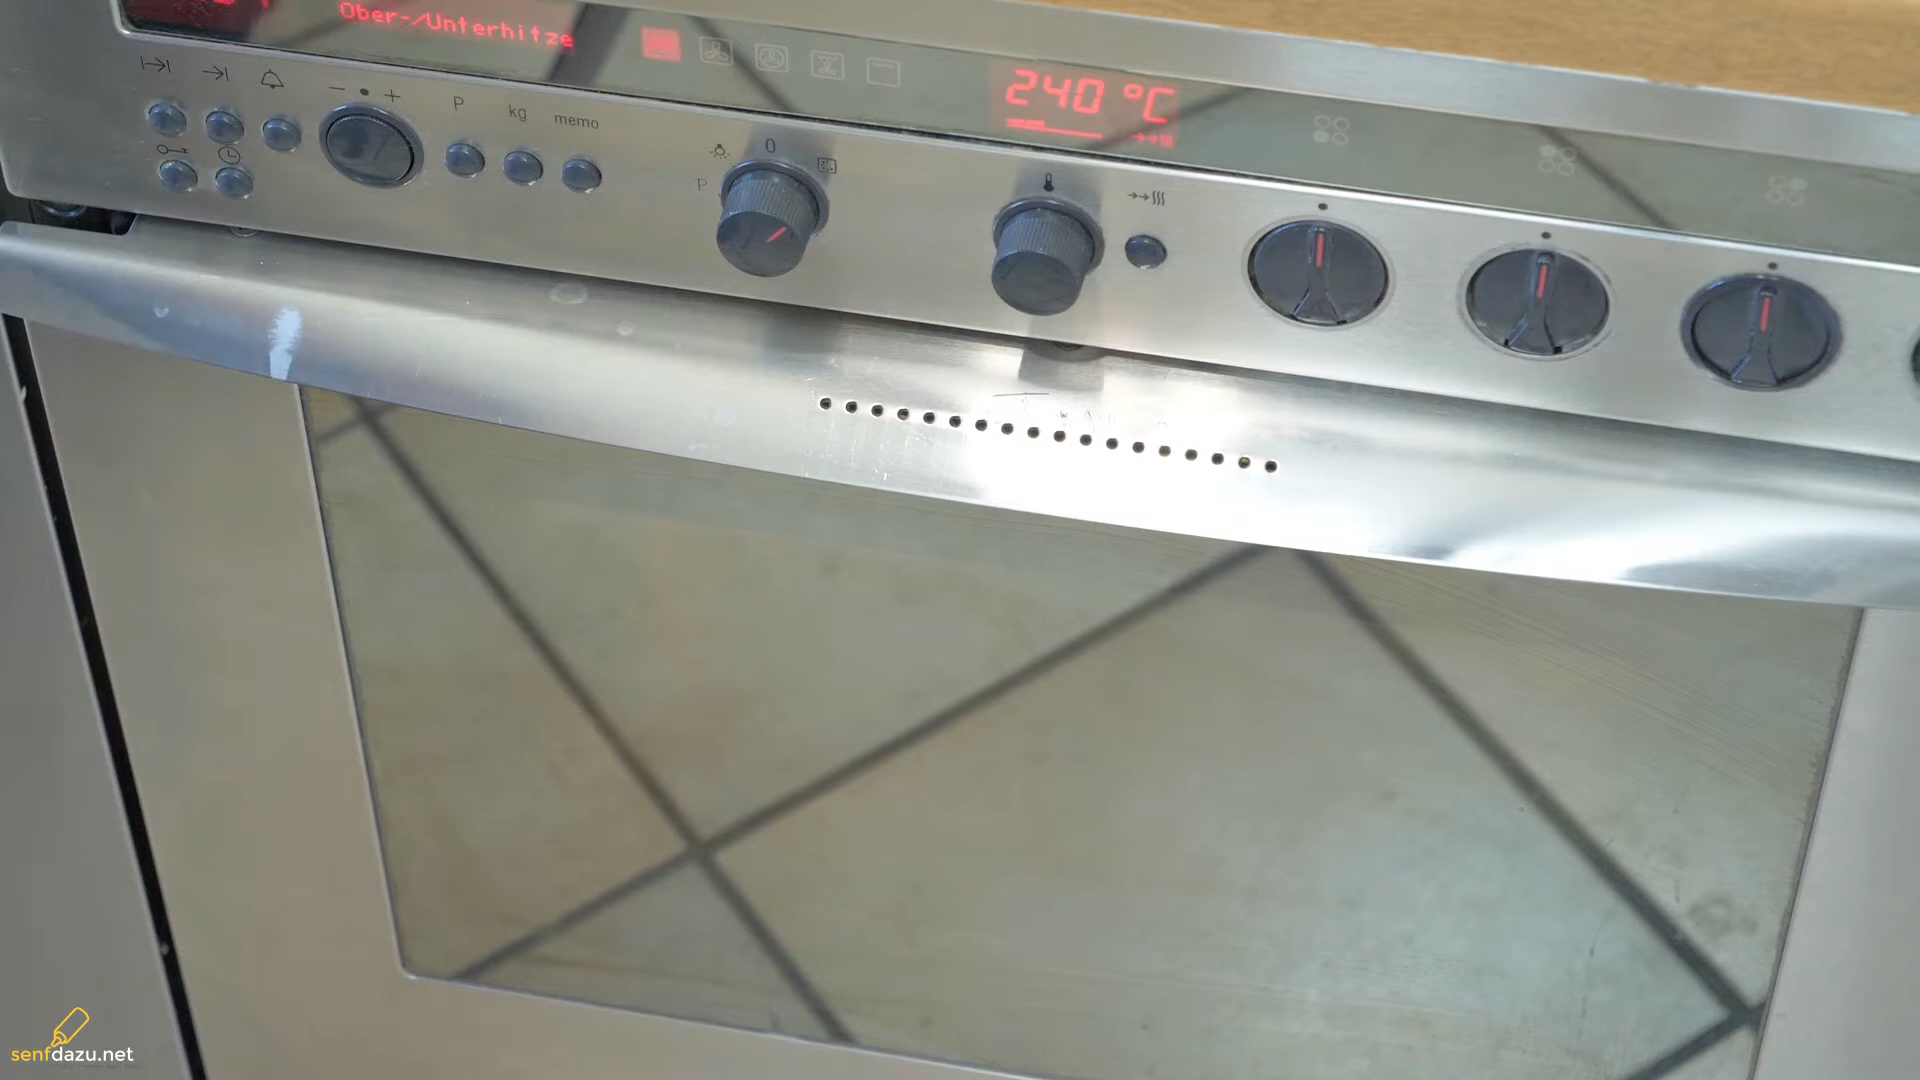 Ober-/Unterhitze
240 °C
P
kg
memo
- • +
0
P
senfdazu.net